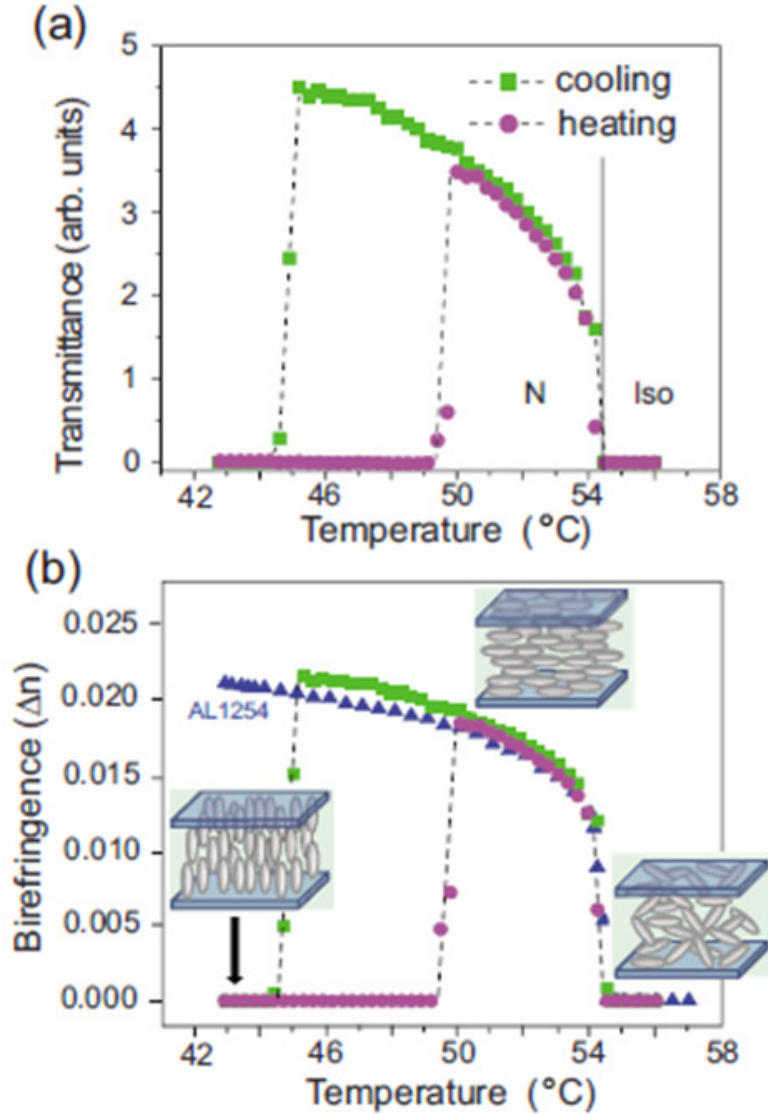 (a)
5
4
3
2
1
0
Transmittance (arb. units)
cooling
heating
N
Iso
42
46
50
54
58
Temperature (°C)
(b)
0.025
0.020
0.015
0.010
0.005
0.000
Birefringence (Δn)
AL1254
42
46
50
54
58
Temperature (°C)